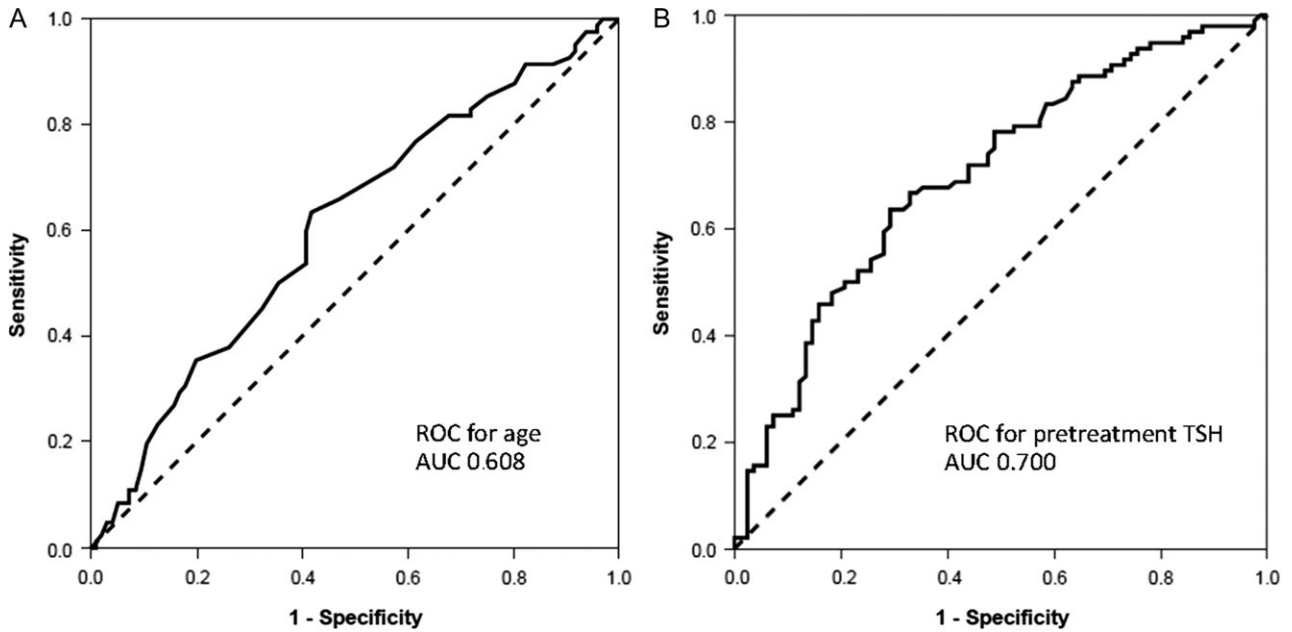 A
1.0
0.8
0.6
0.4
0.2
0.0
Sensitivity
ROC for age
AUC 0.608
0.0 0.2 0.4 0.6 0.8 1.0
1 - Specificity
B
1.0
0.8
0.6
0.4
0.2
0.0
Sensitivity
ROC for pretreatment TSH
AUC 0.700
0.0 0.2 0.4 0.6 0.8 1.0
1 - Specificity